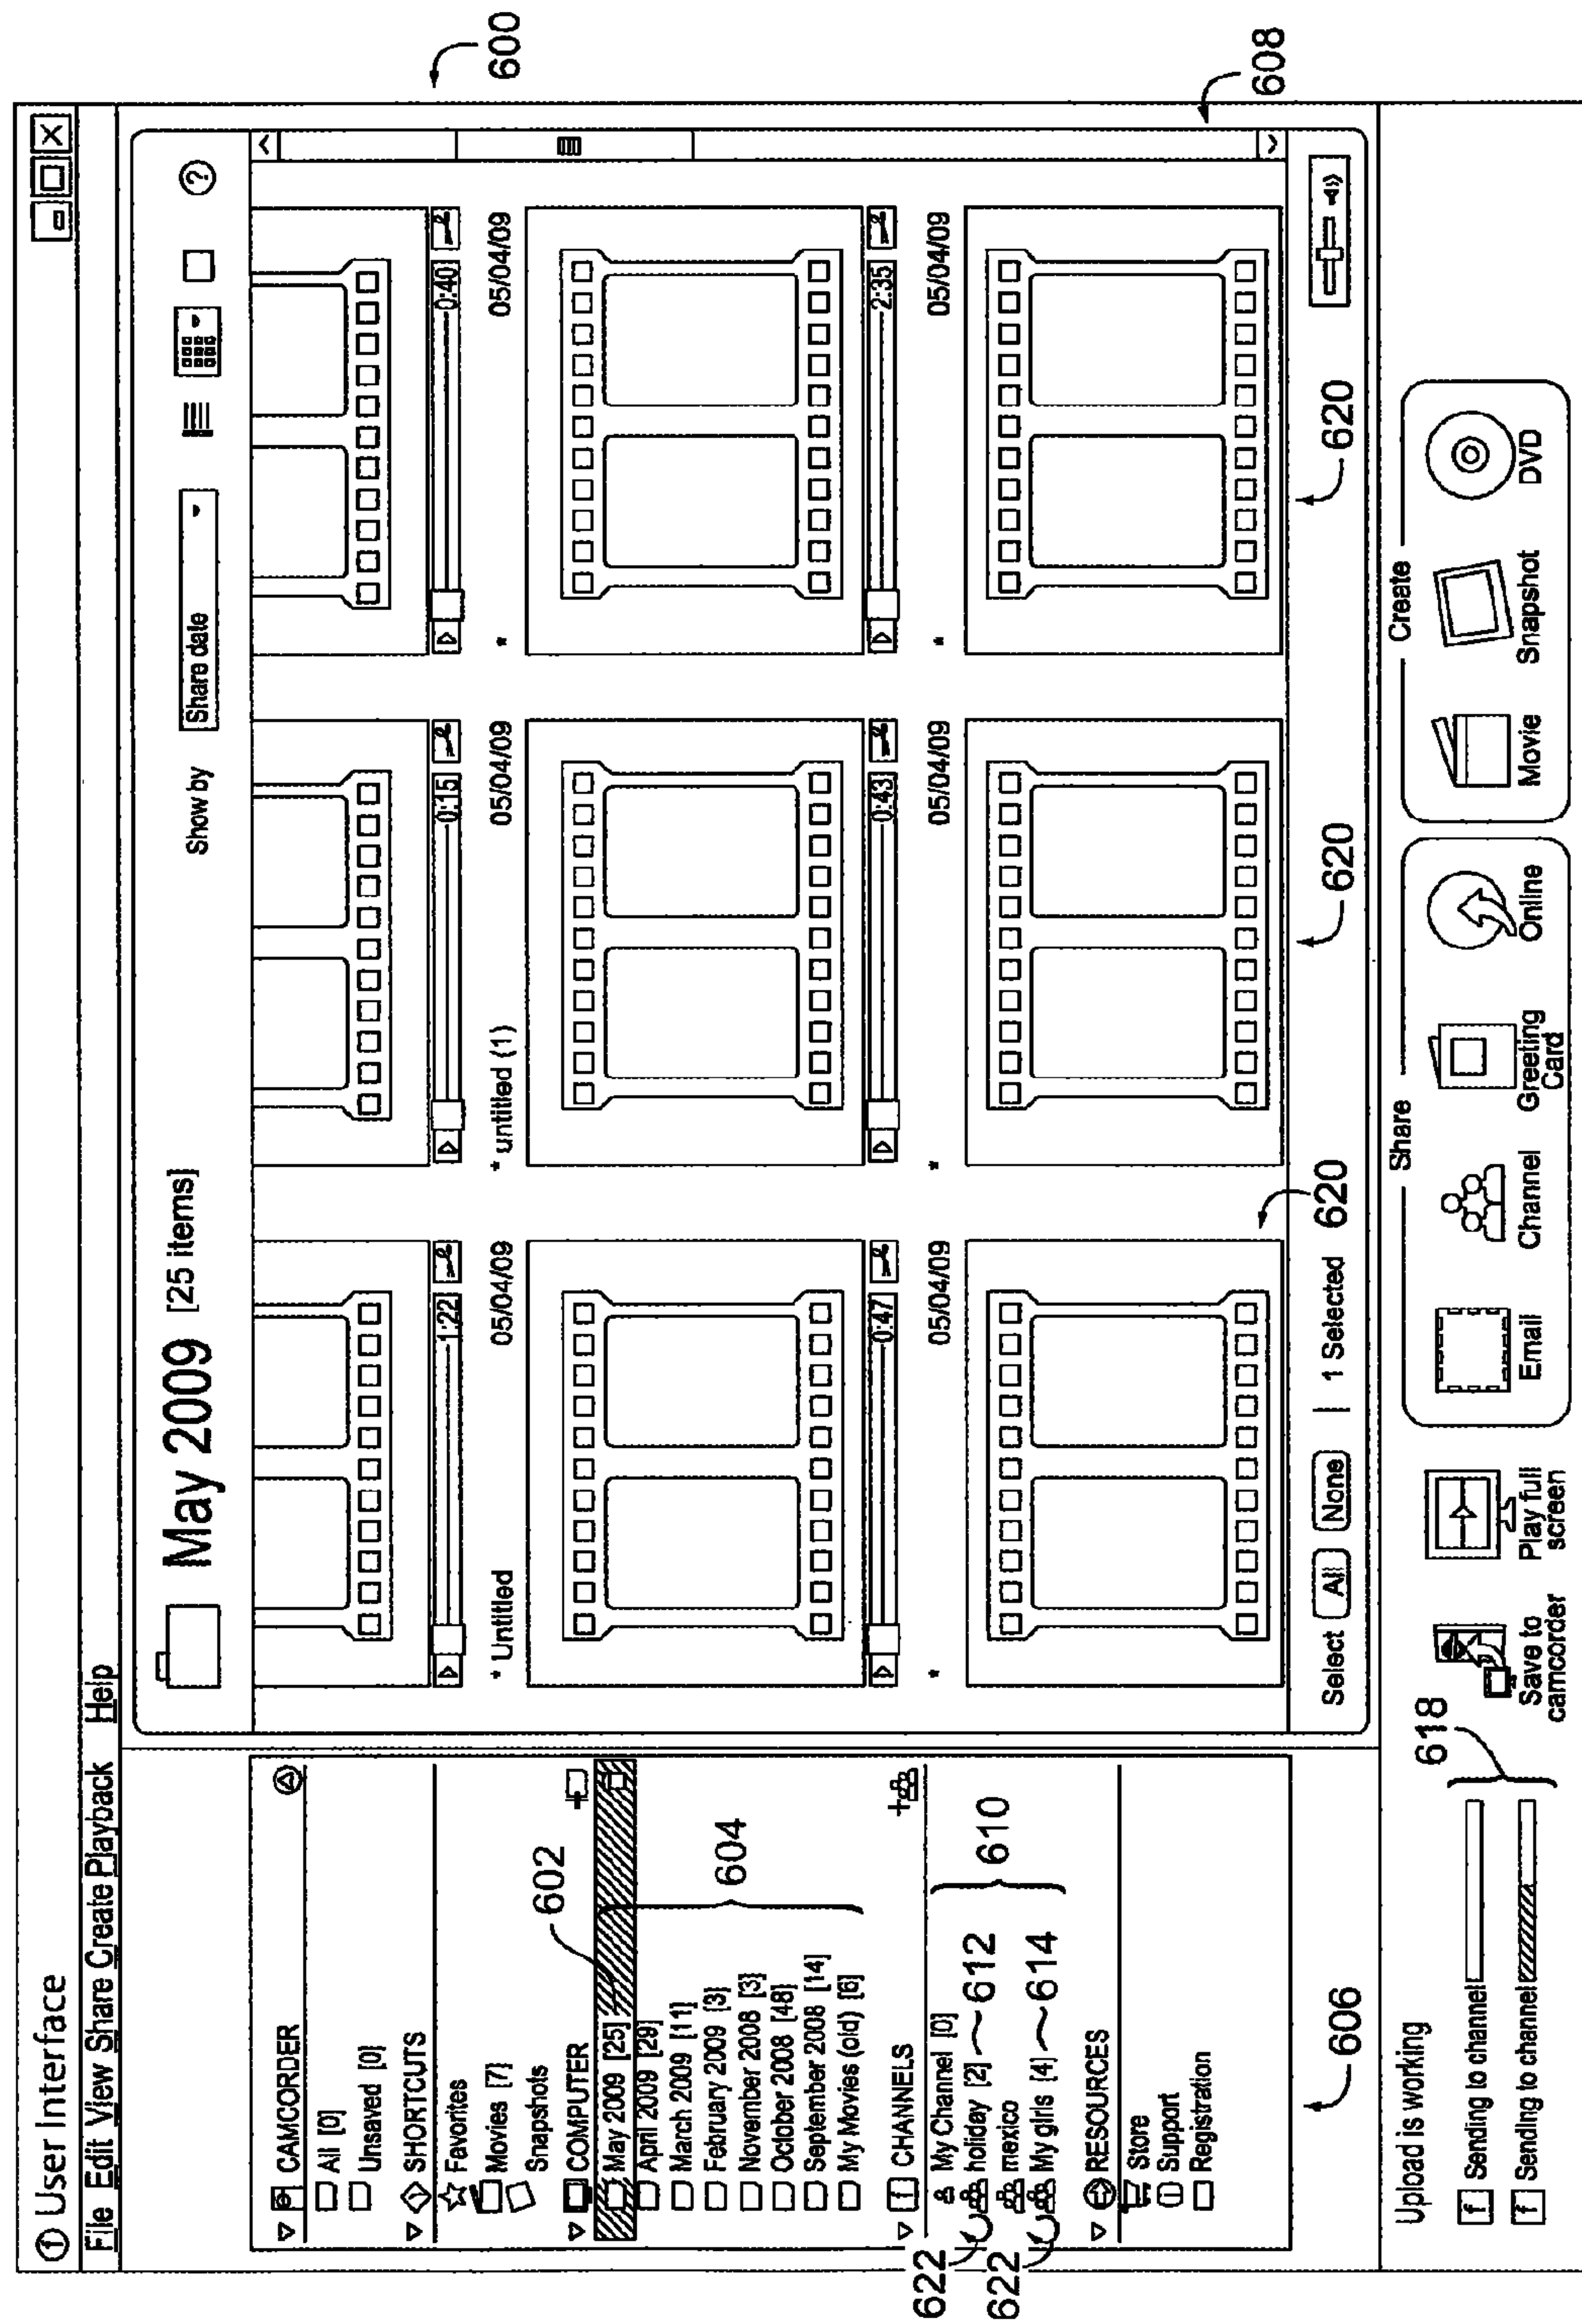 User Interface
File Edit View Share Create Playback Help
600
CAMCORDER
All [0]
Unsaved [0]
SHORTCUTS
Favorites
Movies [7]
Snapshots
COMPUTER
602
May 2009 [25]
April 2009 [29]
March 2009 [11]
February 2009 [3]
November 2008 [3]
October 2008 [48]
September 2008 [14]
My Movies (old) [6]
604
CHANNELS
My Channel [0]
holiday [2]
612
mexico
My girls [4]
614
610
622
622
RESOURCES
Store
Support
Registration
606
May 2009 [25 items]
Show by
Share date
?
1:22
0:15
0:40
* Untitled 05/04/09
* untitled (1) 05/04/09
* 05/04/09
0:47
0:43
2:35
* 05/04/09
* 05/04/09
* 05/04/09
608
Select All None | 1 Selected
620
620
620
Upload is working
f Sending to channel
f Sending to channel
618
Save to camcorder
Play full screen
Share
Email
Channel
Greeting Card
Online
Create
Movie
Snapshot
DVD